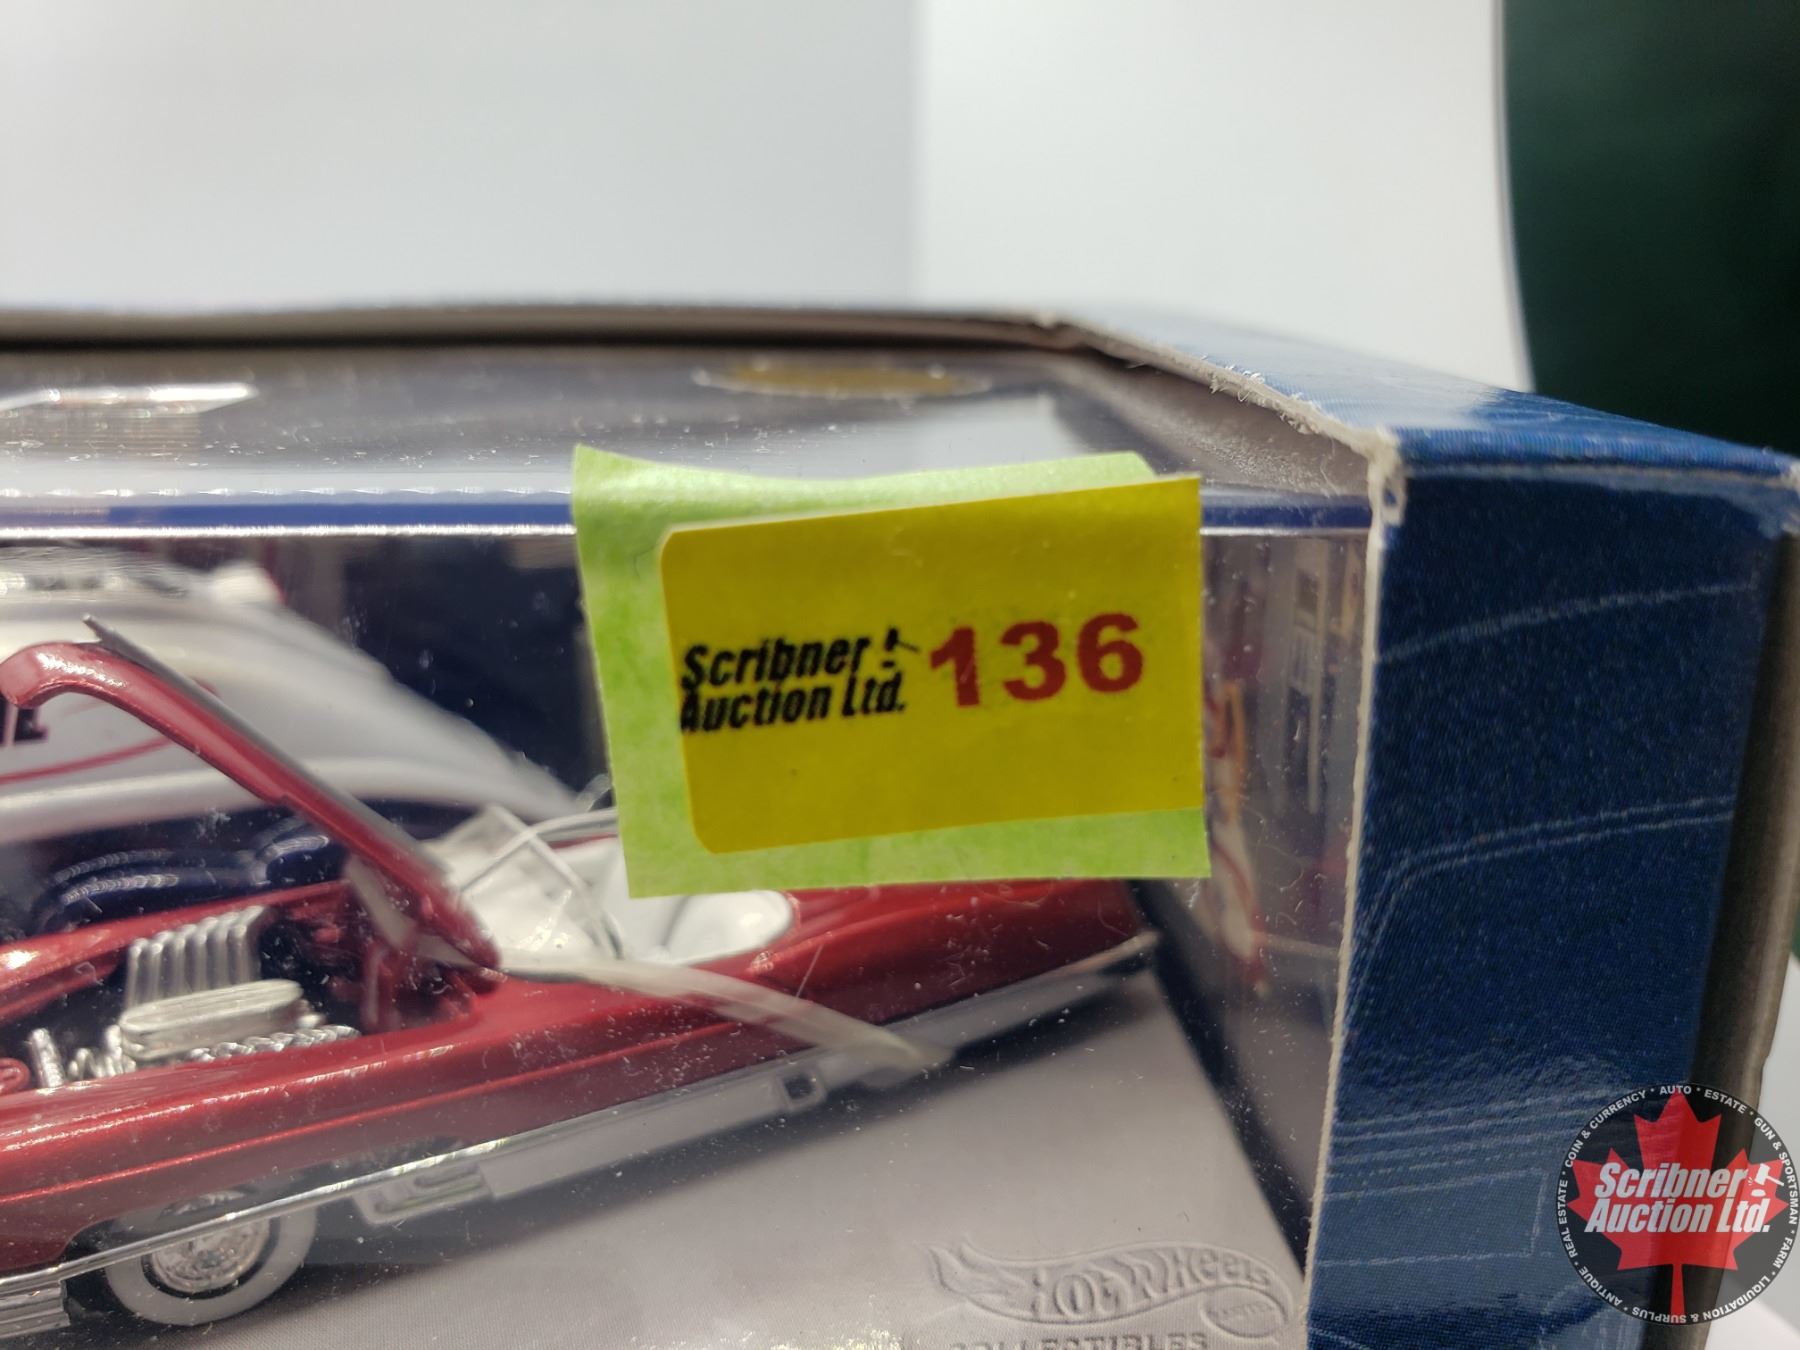 Scribner
Auction Ltd.
136
Hot Wheels
COLLECTIBLES
COIN & CURRENCY • AUTO • ESTATE • GUN & SPORTSMAN • FARM • LIQUIDATION & SURPLUS • ANTIQUE • REAL ESTATE •
Scribner
Auction Ltd.